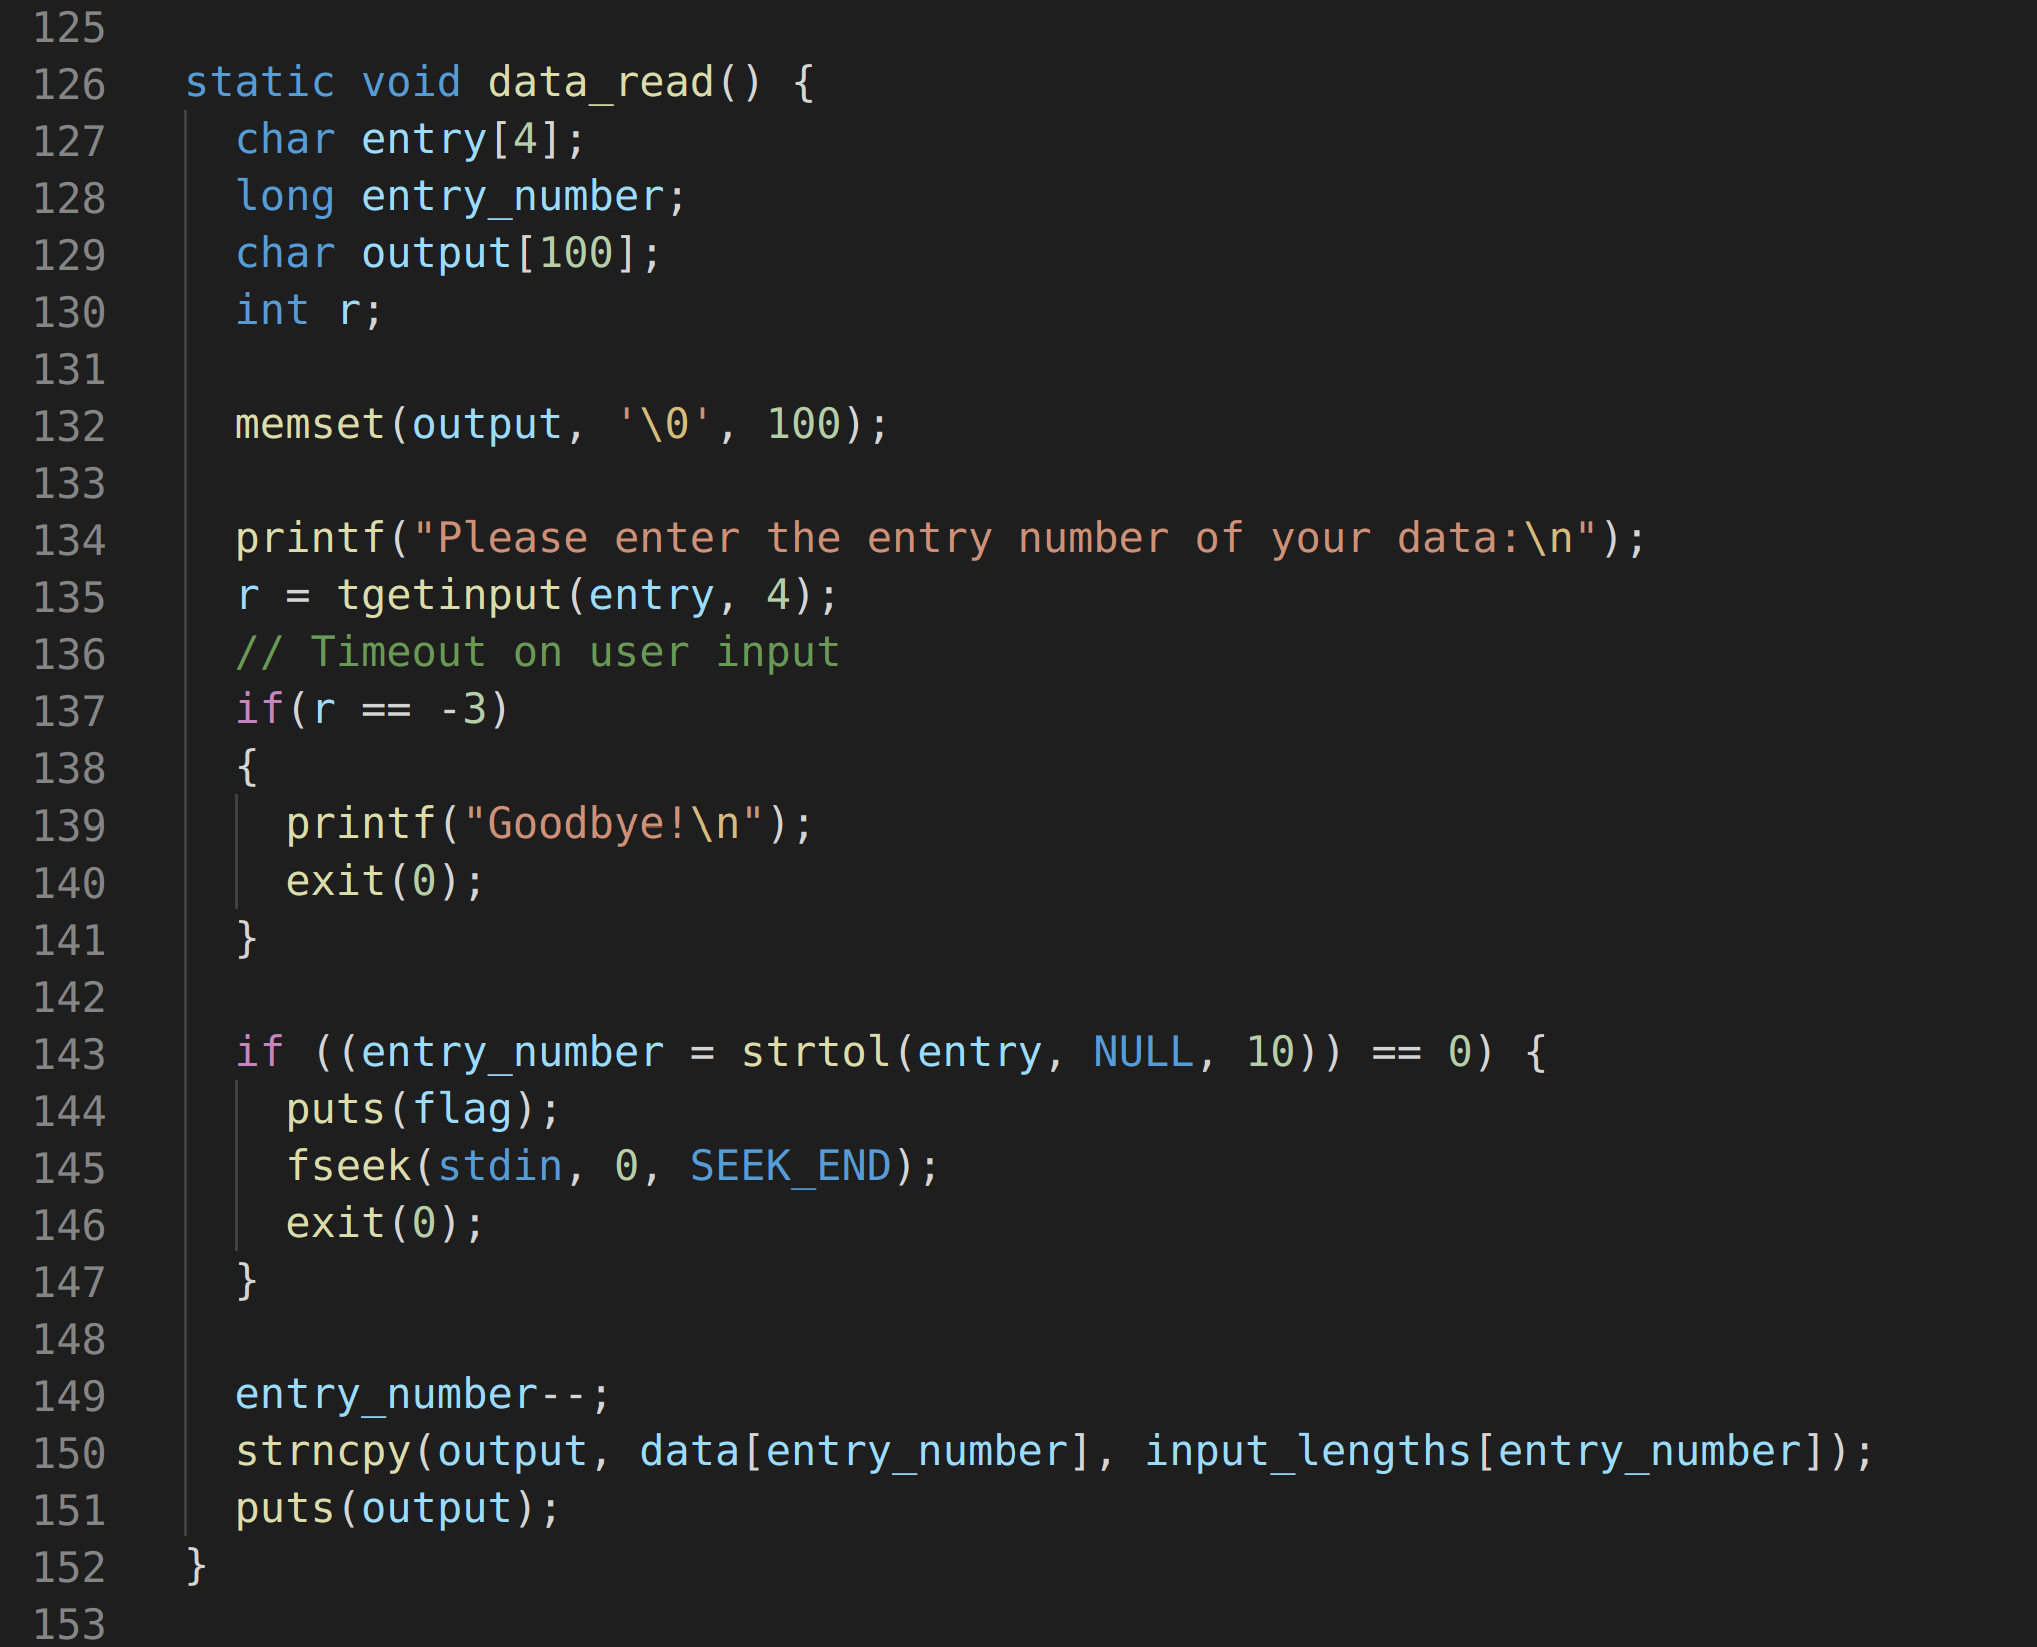 125
126 static void data_read() {
127   char entry[4];
128   long entry_number;
129   char output[100];
130   int r;
131
132   memset(output, '\0', 100);
133
134   printf("Please enter the entry number of your data:\n");
135   r = tgetinput(entry, 4);
136   // Timeout on user input
137   if(r == -3)
138   {
139     printf("Goodbye!\n");
140     exit(0);
141   }
142
143   if ((entry_number = strtol(entry, NULL, 10)) == 0) {
144     puts(flag);
145     fseek(stdin, 0, SEEK_END);
146     exit(0);
147   }
148
149   entry_number--;
150   strncpy(output, data[entry_number], input_lengths[entry_number]);
151   puts(output);
152 }
153